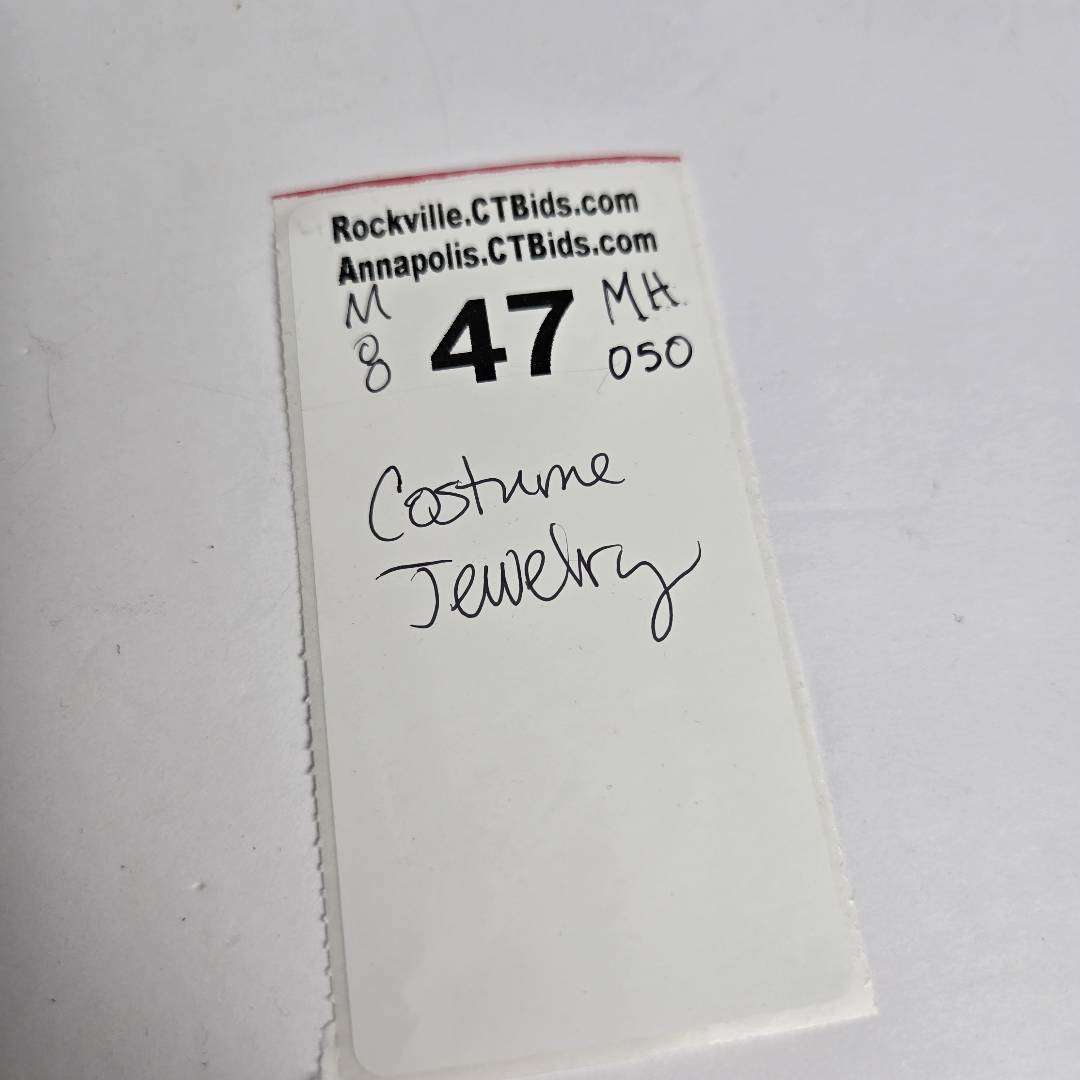 Rockville.CTBids.com
Annapolis.CTBids.com
M 47 MH
8 050
Costume
Jewelry